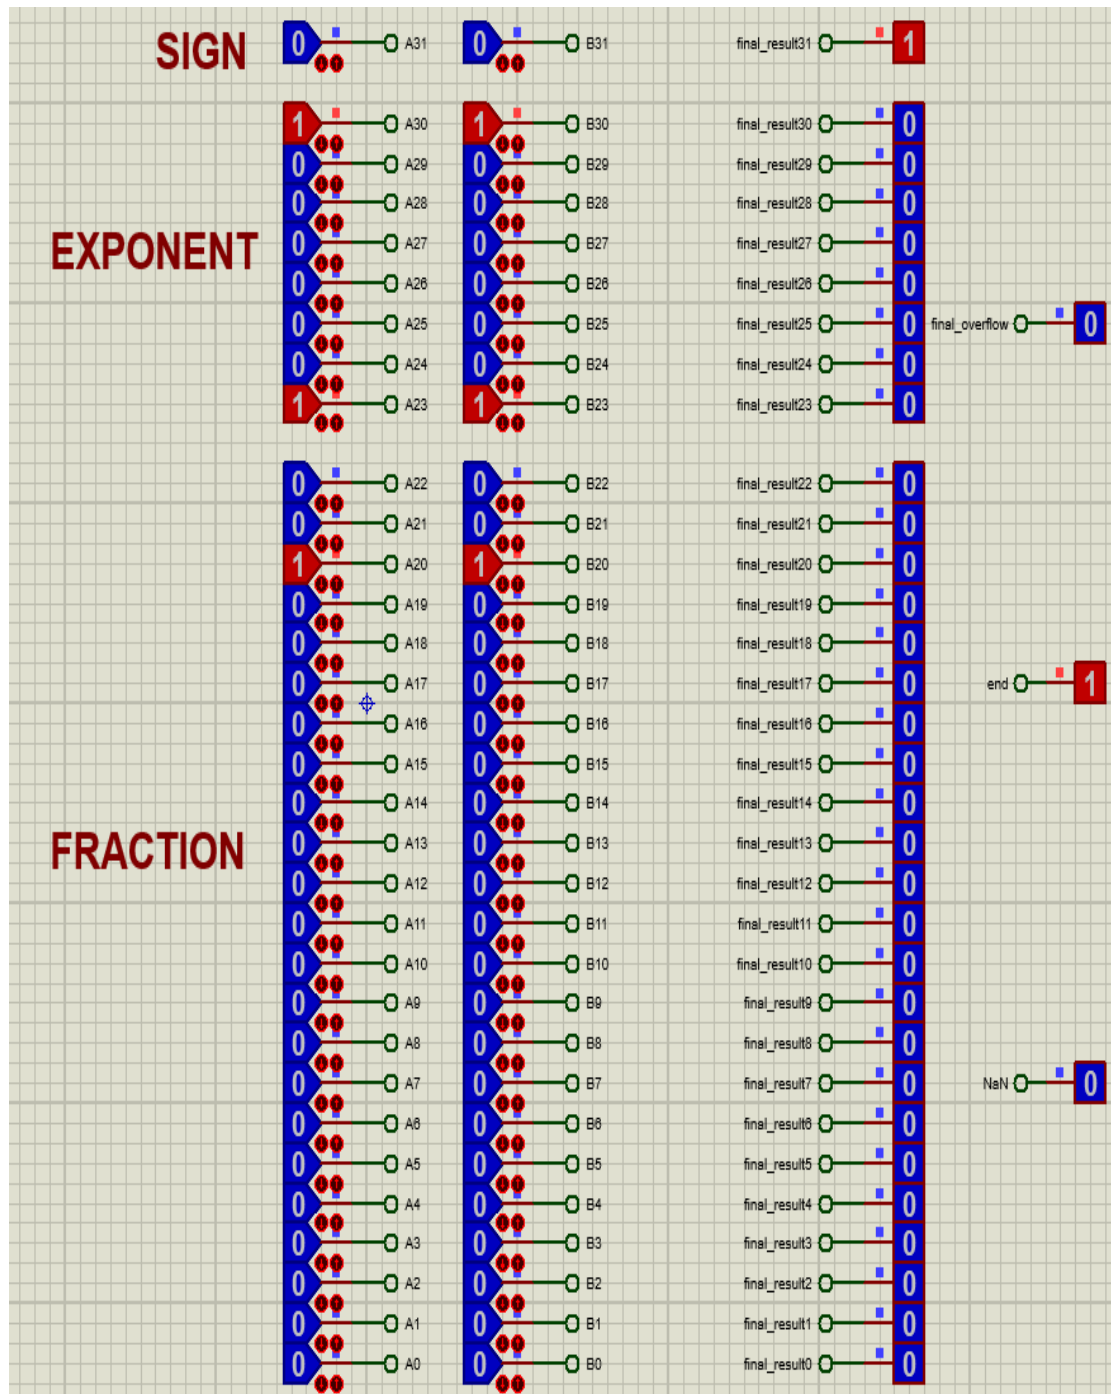 SIGN 0 A31 0 B31 final_result31 1
1 A30 1 B30 final_result30 0
0 A29 0 B29 final_result29 0
0 A28 0 B28 final_result28 0
EXPONENT 0 A27 0 B27 final_result27 0
0 A26 0 B26 final_result26 0
0 A25 0 B25 final_result25 0 final_overflow 0
0 A24 0 B24 final_result24 0
1 A23 1 B23 final_result23 0
0 A22 0 B22 final_result22 0
0 A21 0 B21 final_result21 0
1 A20 1 B20 final_result20 0
0 A19 0 B19 final_result19 0
0 A18 0 B18 final_result18 0
0 A17 0 B17 final_result17 0 end 1
0 A16 0 B16 final_result16 0
0 A15 0 B15 final_result15 0
0 A14 0 B14 final_result14 0
FRACTION 0 A13 0 B13 final_result13 0
0 A12 0 B12 final_result12 0
0 A11 0 B11 final_result11 0
0 A10 0 B10 final_result10 0
0 A9 0 B9 final_result9 0
0 A8 0 B8 final_result8 0
0 A7 0 B7 final_result7 0 NaN 0
0 A6 0 B6 final_result6 0
0 A5 0 B5 final_result5 0
0 A4 0 B4 final_result4 0
0 A3 0 B3 final_result3 0
0 A2 0 B2 final_result2 0
0 A1 0 B1 final_result1 0
0 A0 0 B0 final_result0 0